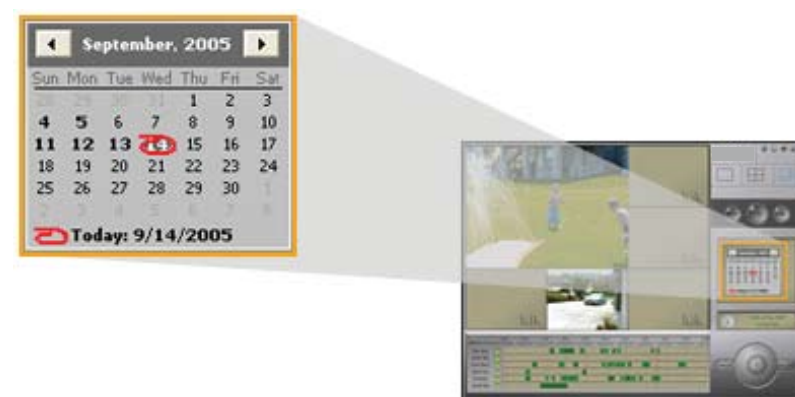 September, 2005
Sun Mon Tue Wed Thu Fri Sat
28 29 30 31 1 2 3
4 5 6 7 8 9 10
11 12 13 14 15 16 17
18 19 20 21 22 23 24
25 26 27 28 29 30 1
2 3 4 5 6 7 8
Today: 9/14/2005